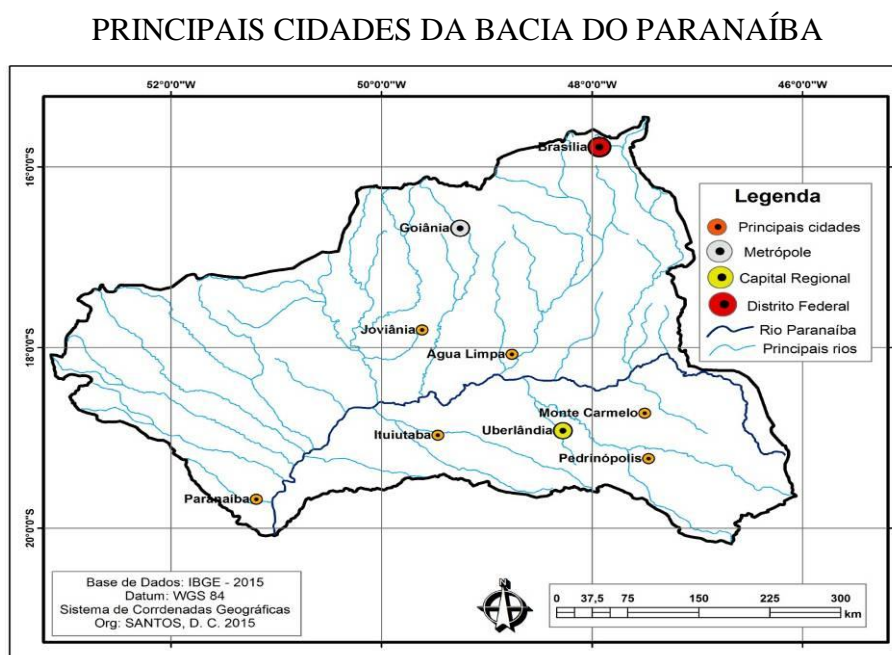 PRINCIPAIS CIDADES DA BACIA DO PARANAÍBA
52°0'0"W
50°0'0"W
48°0'0"W
46°0'0"W
16°0'0"S
18°0'0"S
20°0'0"S
Brasília
Goiânia
Joviânia
Água Limpa
Monte Carmelo
Uberlândia
Ituiutaba
Pedrinópolis
Paranaíba
Legenda
Principais cidades
Metrópole
Capital Regional
Distrito Federal
Rio Paranaíba
Principais rios
Base de Dados: IBGE - 2015
Datum: WGS 84
Sistema de Corrdenadas Geográficas
Org: SANTOS, D. C. 2015
N
0 37,5 75 150 225 300
km